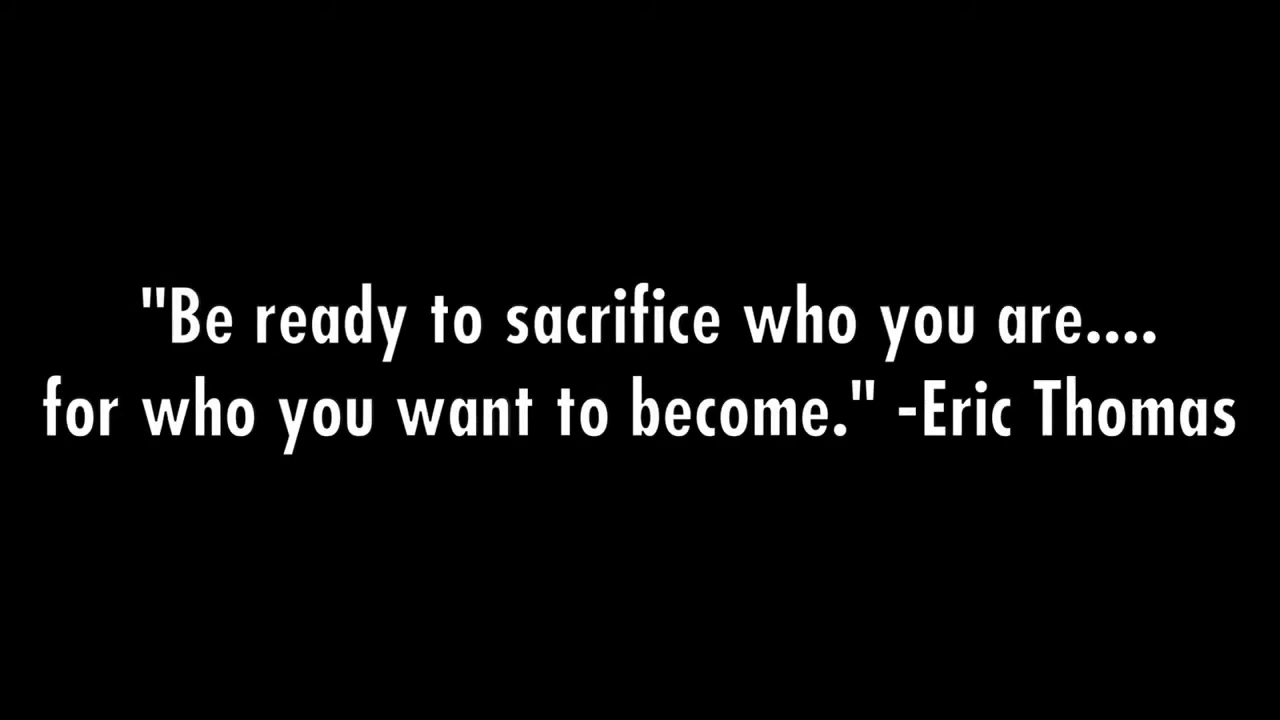 "Be ready to sacrifice who you are....
for who you want to become." -Eric Thomas